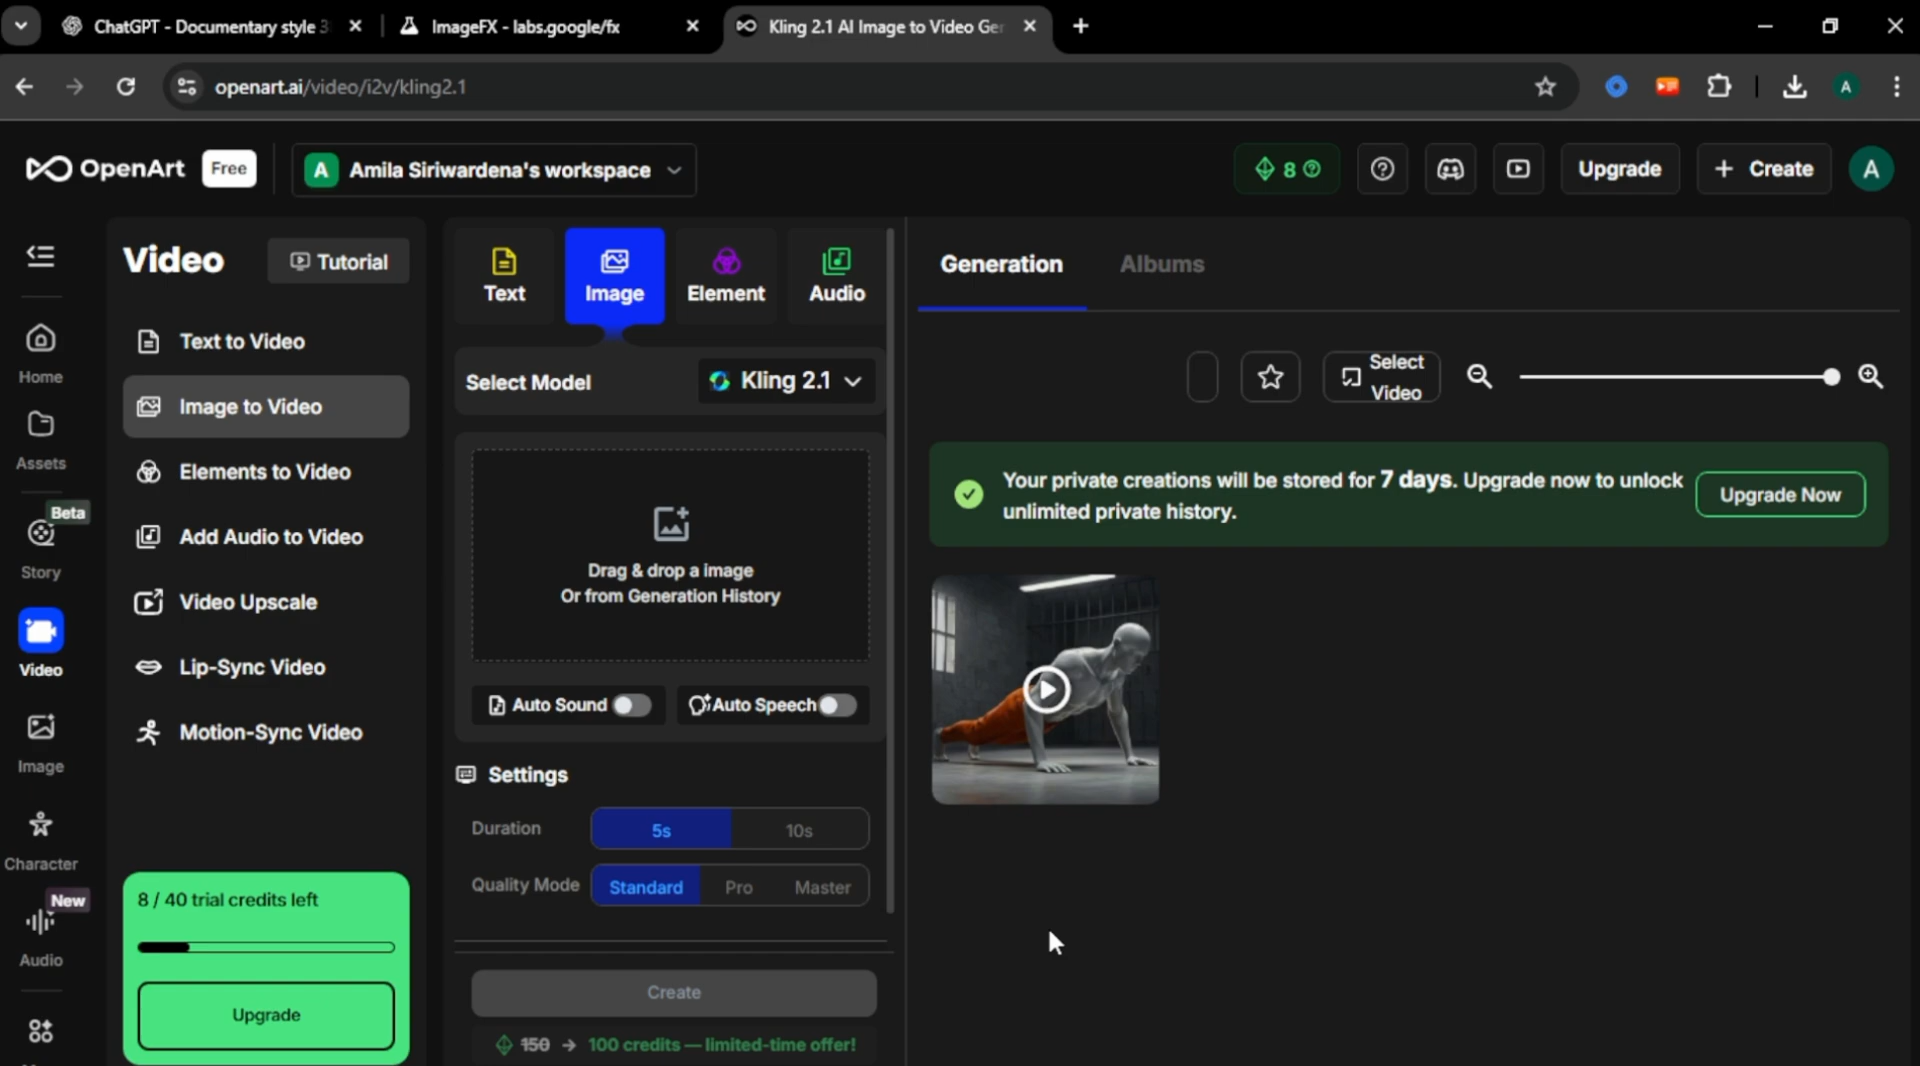 ChatGPT - Documentary style 3
ImageFX - labs.google/fx
Kling 2.1 AI Image to Video Ger
openart.ai/video/i2v/kling2.1
A
OpenArt
Free
A
Amila Siriwardena's workspace
8
Upgrade
+ Create
A
Home
Assets
Beta
Story
Video
Image
Character
New
Audio
Video
Tutorial
Text to Video
Image to Video
Elements to Video
Add Audio to Video
Video Upscale
Lip-Sync Video
Motion-Sync Video
8 / 40 trial credits left
Upgrade
Text
Image
Element
Audio
Select Model
Kling 2.1
Drag & drop a image
Or from Generation History
Auto Sound
Auto Speech
Settings
Duration
5s
10s
Quality Mode
Standard
Pro
Master
Create
150 → 100 credits — limited-time offer!
Generation
Albums
Select
Video
Your private creations will be stored for 7 days. Upgrade now to unlock
unlimited private history.
Upgrade Now